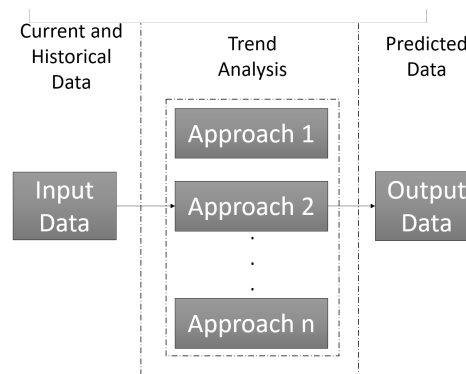 Current and
Historical
Data
Trend
Analysis
Predicted
Data
Input
Data
Approach 1
Approach 2
.
.
.
Approach n
Output
Data